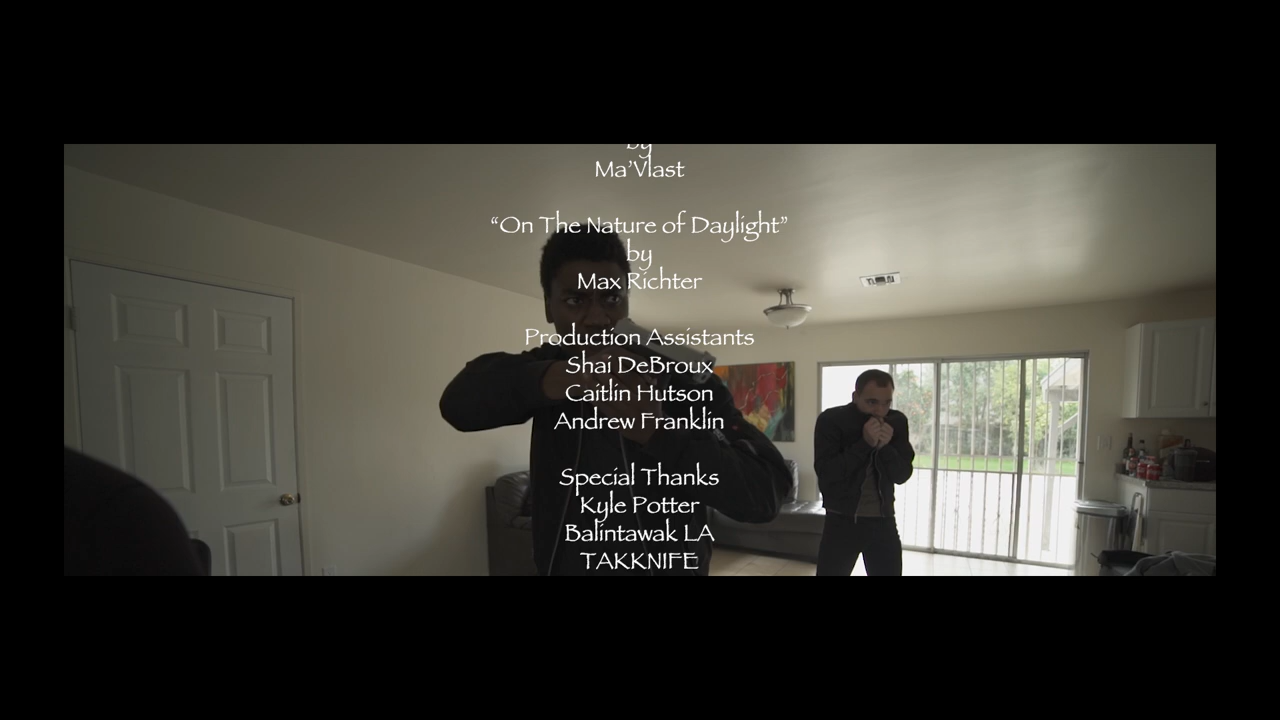 by
Ma'Vlast
“On The Nature of Daylight”
by
Max Richter
Production Assistants
Shai DeBroux
Caitlin Hutson
Andrew Franklin
Special Thanks
Kyle Potter
Balintawak LA
TAKKNIFE